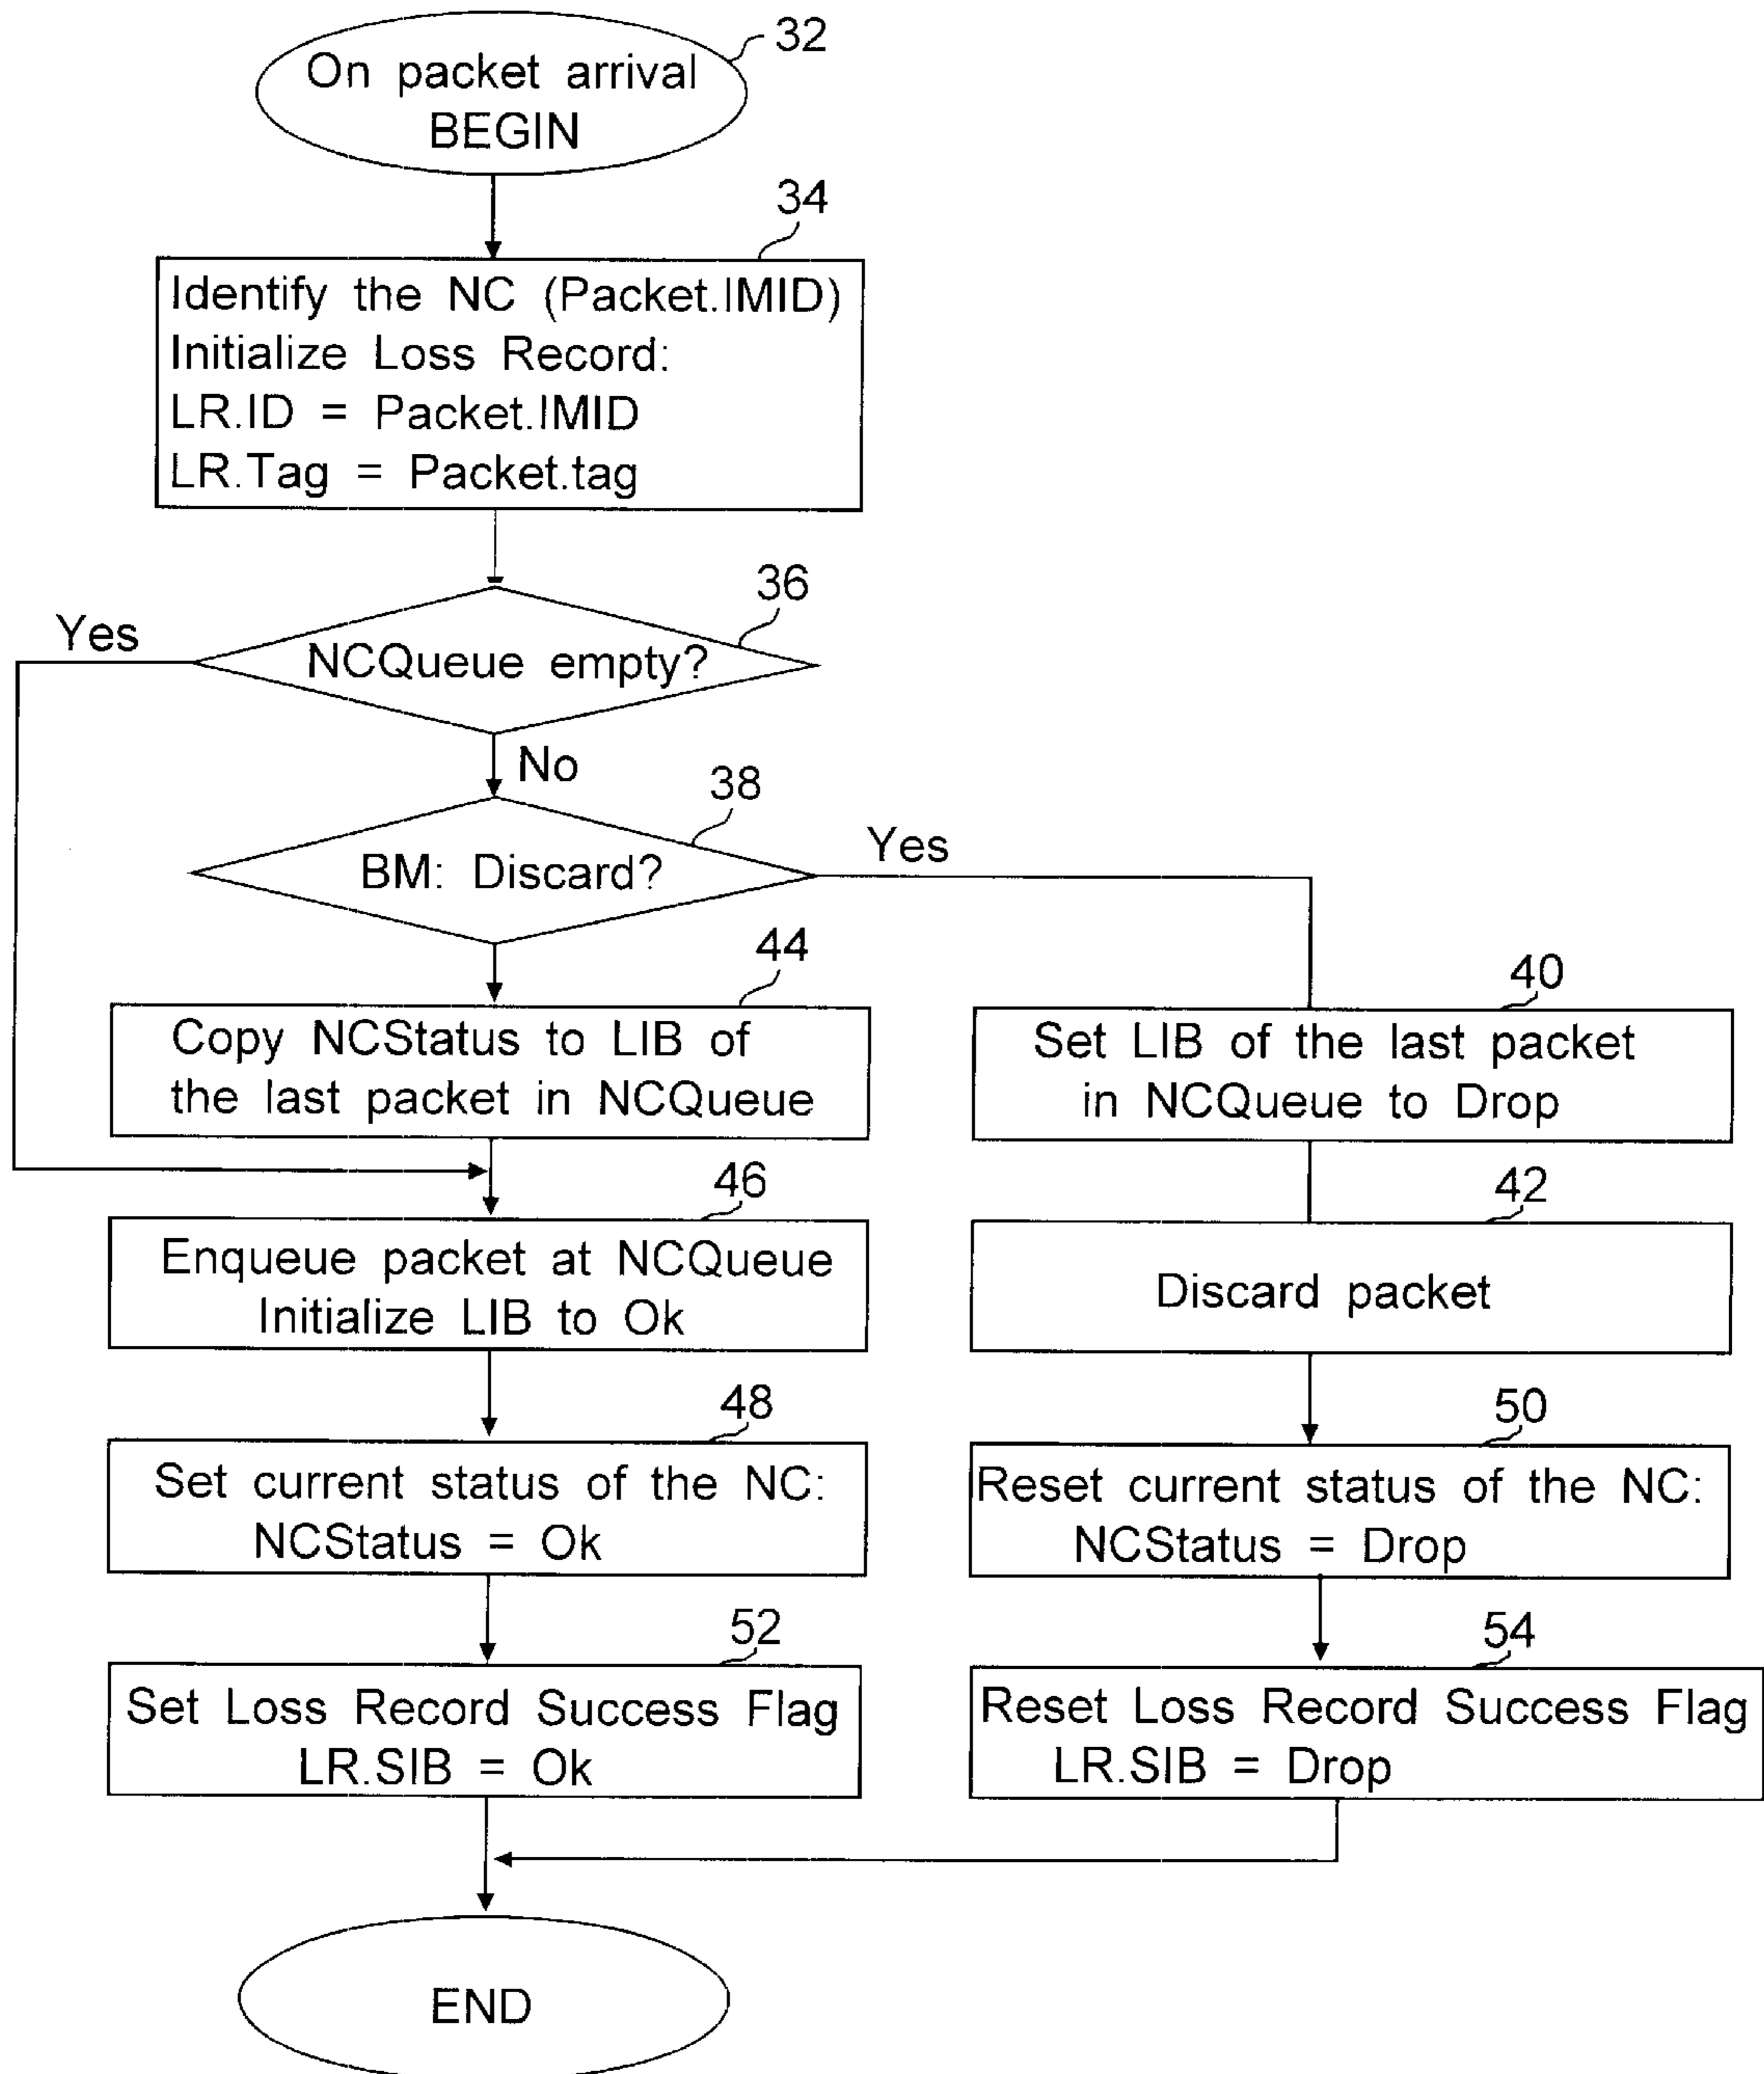 32
On packet arrival
BEGIN
34
Identify the NC (Packet.IMID)
Initialize Loss Record:
LR.ID = Packet.IMID
LR.Tag = Packet.tag
36
Yes
NCQueue empty?
No
38
BM: Discard?
Yes
44
Copy NCStatus to LIB of
the last packet in NCQueue
40
Set LIB of the last packet
in NCQueue to Drop
46
Enqueue packet at NCQueue
Initialize LIB to Ok
42
Discard packet
48
Set current status of the NC:
NCStatus = Ok
50
Reset current status of the NC:
NCStatus = Drop
52
Set Loss Record Success Flag
LR.SIB = Ok
54
Reset Loss Record Success Flag
LR.SIB = Drop
END